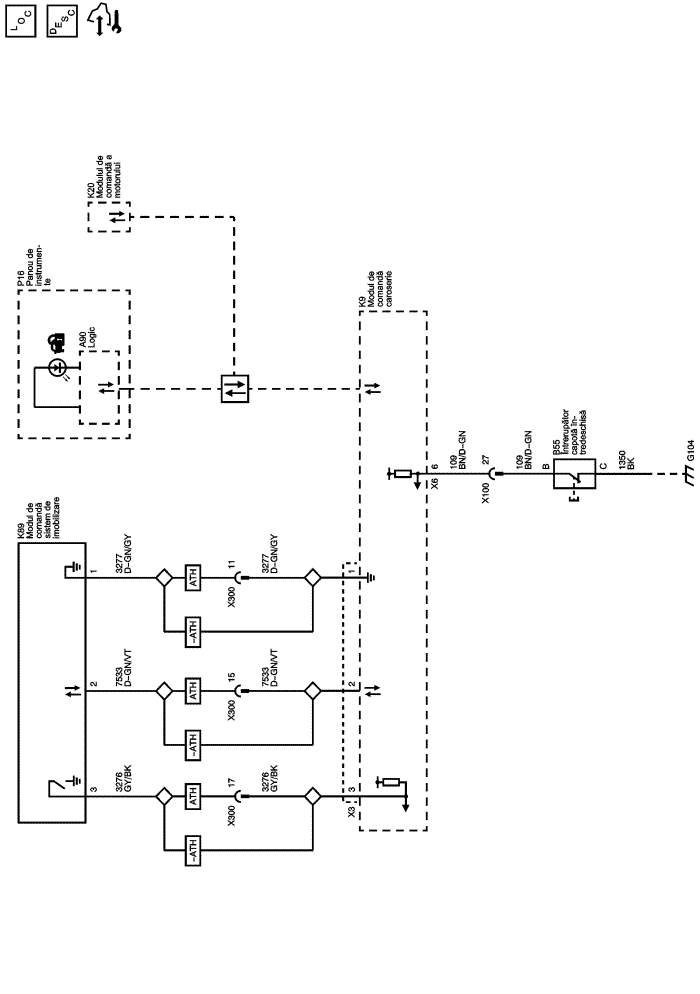 LOC
DESC
K20
Modulul de
comandă a
motorului
P16
Panou de
instrumen-
te
A90
Logic
K9
Modul de
comandă
caroserie
K89
Modul de
comandă
sistem de
imobilizare
3
3276
GY/BK
ATH
~ATH
17
X300
3276
GY/BK
3
X3
2
7533
D-GN/VT
ATH
~ATH
15
X300
7533
D-GN/VT
2
1
3277
D-GN/GY
ATH
~ATH
11
X300
3277
D-GN/GY
1
6
X6
109
BN/D-GN
27
X100
109
BN/D-GN
B
B55
Întrerupător
capotă în-
tredeschisă
C
1350
BK
G104